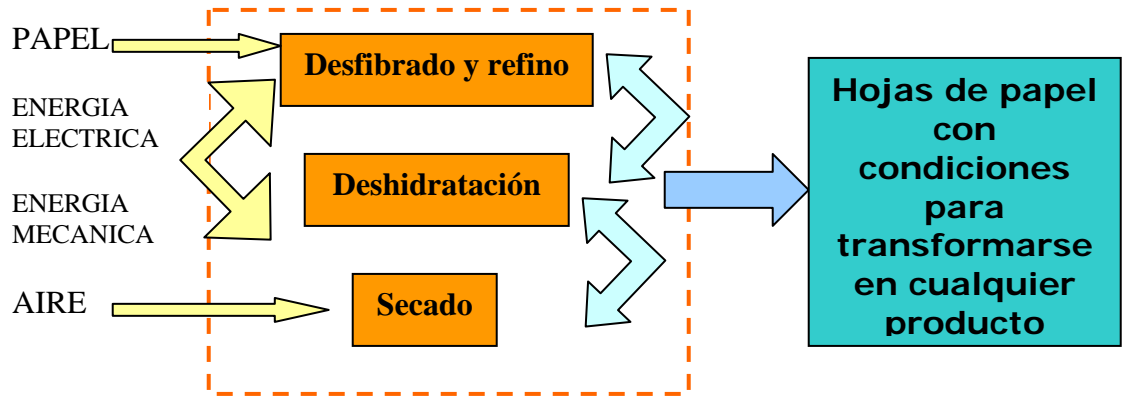 PAPEL
ENERGIA
ELECTRICA
ENERGIA
MECANICA
AIRE
Desfibrado y refino
Deshidratación
Secado
Hojas de papel
con
condiciones
para
transformarse
en cualquier
producto